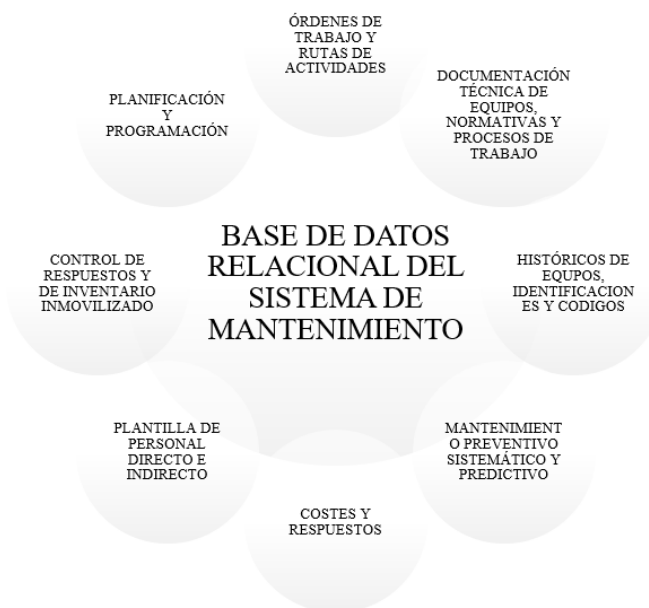 ÓRDENES DE
TRABAJO Y
RUTAS DE
ACTIVIDADES
DOCUMENTACIÓN
TÉCNICA DE
EQUIPOS,
NORMATIVAS Y
PROCESOS DE
TRABAJO
HISTÓRICOS DE
EQUPOS,
IDENTIFICACION
ES Y CODIGOS
MANTENIMIENT
O PREVENTIVO
SISTEMÁTICO Y
PREDICTIVO
COSTES Y
RESPUESTOS
PLANTILLA DE
PERSONAL
DIRECTO E
INDIRECTO
CONTROL DE
RESPUESTOS Y
DE INVENTARIO
INMOVILIZADO
PLANIFICACIÓN
Y
PROGRAMACIÓN
BASE DE DATOS
RELACIONAL DEL
SISTEMA DE
MANTENIMIENTO